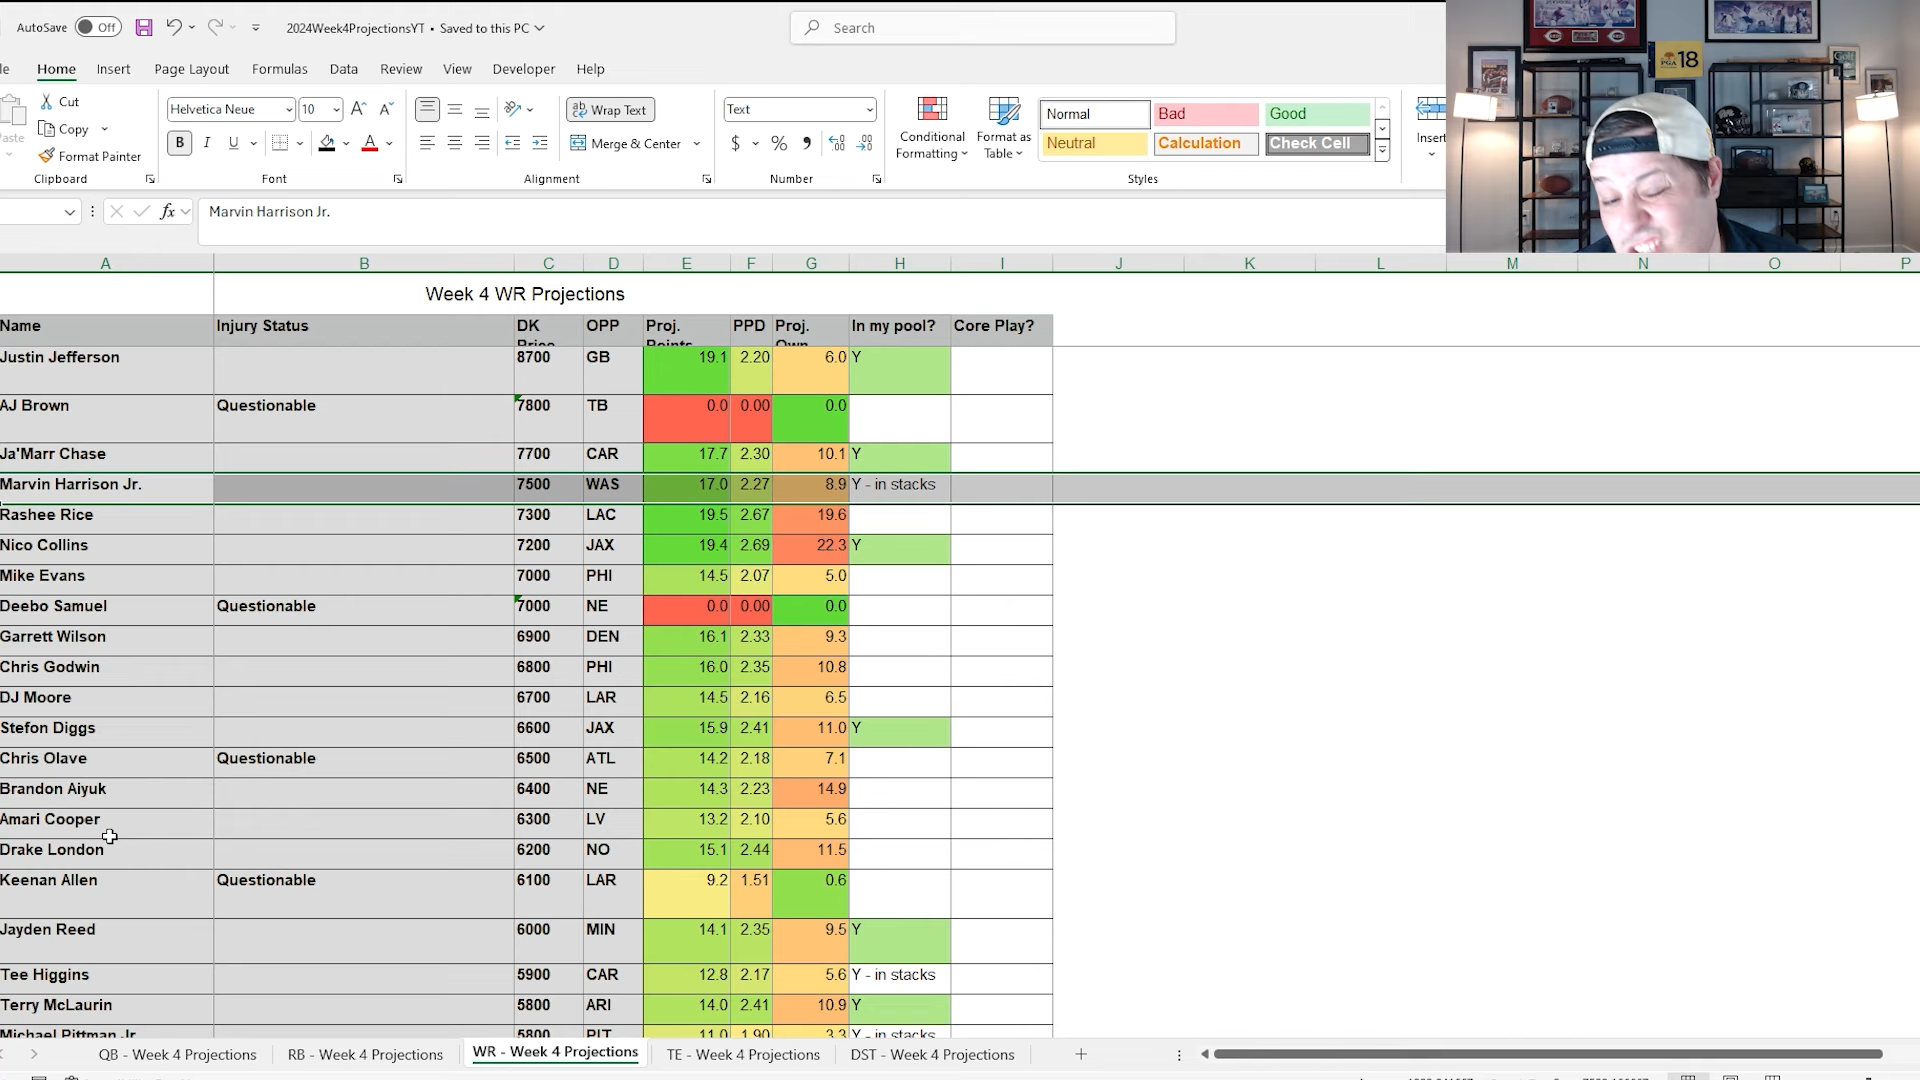 AutoSave Off 2024Week4ProjectionsYT • Saved to this PC Search
Home Insert Page Layout Formulas Data Review View Developer Help
Cut
Copy
Format Painter
Clipboard
Helvetica Neue 10
B I U A
Font
Wrap Text
Merge & Center
Alignment
Text
$ %
Number
Conditional
Formatting
Format as
Table
Normal Bad Good
Neutral Calculation Check Cell
Styles
Insert
PGA 18
fx Marvin Harrison Jr.
A B C D E F G H I J K L M N O P
Week 4 WR Projections
Name Injury Status DK OPP Proj. PPD Proj. In my pool? Core Play?
Price Points Own
Justin Jefferson 8700 GB 19.1 2.20 6.0 Y
AJ Brown Questionable 7800 TB 0.0 0.00 0.0
Ja'Marr Chase 7700 CAR 17.7 2.30 10.1 Y
Marvin Harrison Jr. 7500 WAS 17.0 2.27 8.9 Y - in stacks
Rashee Rice 7300 LAC 19.5 2.67 19.6
Nico Collins 7200 JAX 19.4 2.69 22.3 Y
Mike Evans 7000 PHI 14.5 2.07 5.0
Deebo Samuel Questionable 7000 NE 0.0 0.00 0.0
Garrett Wilson 6900 DEN 16.1 2.33 9.3
Chris Godwin 6800 PHI 16.0 2.35 10.8
DJ Moore 6700 LAR 14.5 2.16 6.5
Stefon Diggs 6600 JAX 15.9 2.41 11.0 Y
Chris Olave Questionable 6500 ATL 14.2 2.18 7.1
Brandon Aiyuk 6400 NE 14.3 2.23 14.9
Amari Cooper 6300 LV 13.2 2.10 5.6
Drake London 6200 NO 15.1 2.44 11.5
Keenan Allen Questionable 6100 LAR 9.2 1.51 0.6
Jayden Reed 6000 MIN 14.1 2.35 9.5 Y
Tee Higgins 5900 CAR 12.8 2.17 5.6 Y - in stacks
Terry McLaurin 5800 ARI 14.0 2.41 10.9 Y
Michael Pittman Jr. 5800 PIT 11.0 1.90 3.3 Y - in stacks
QB - Week 4 Projections RB - Week 4 Projections WR - Week 4 Projections TE - Week 4 Projections DST - Week 4 Projections